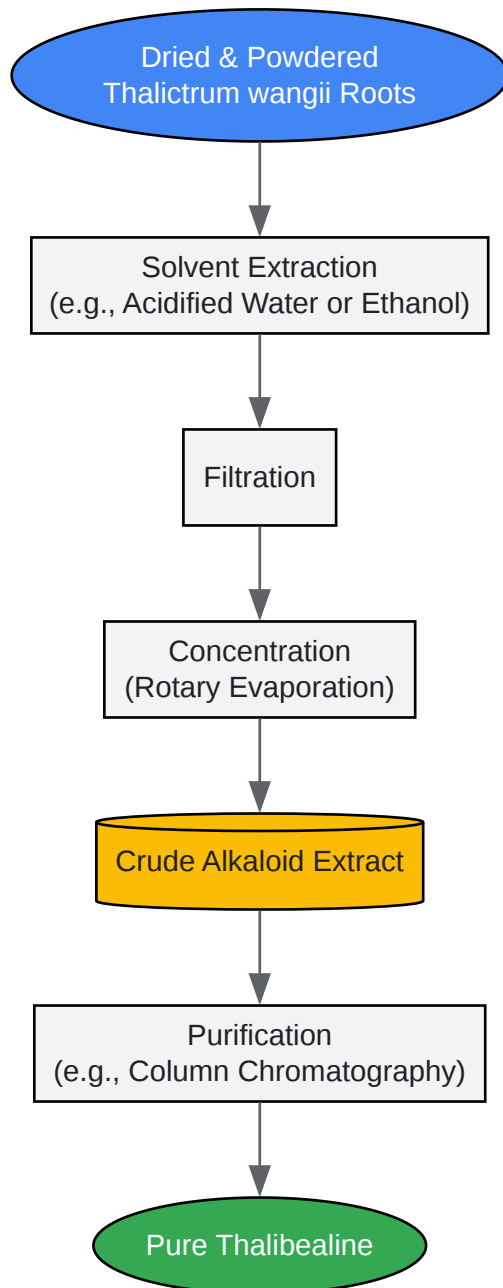 Dried & Powdered
Thalictrum wangii Roots
Solvent Extraction
(e.g., Acidified Water or Ethanol)
Filtration
Concentration
(Rotary Evaporation)
Crude Alkaloid Extract
Purification
(e.g., Column Chromatography)
Pure Thalibealine